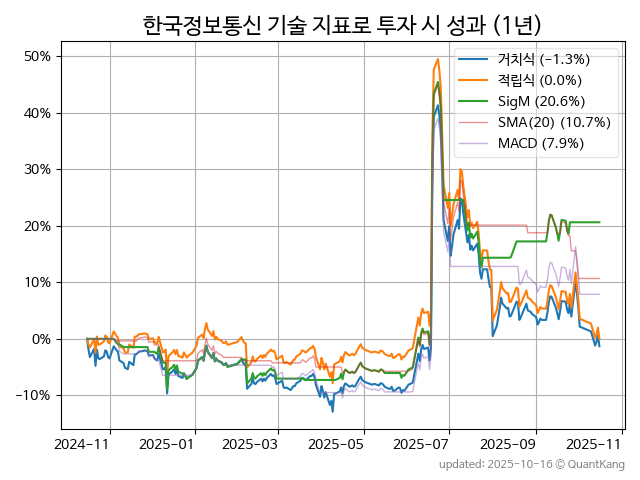 한국정보통신 기술 지표로 투자 시 성과 (1년)
50%
40%
30%
20%
10%
0%
−10%
거치식 (-1.3%)
적립식 (0.0%)
SigM (20.6%)
SMA(20) (10.7%)
MACD (7.9%)
2024-11
2025-01
2025-03
2025-05
2025-07
2025-09
2025-11
updated: 2025-10-16 © QuantKang